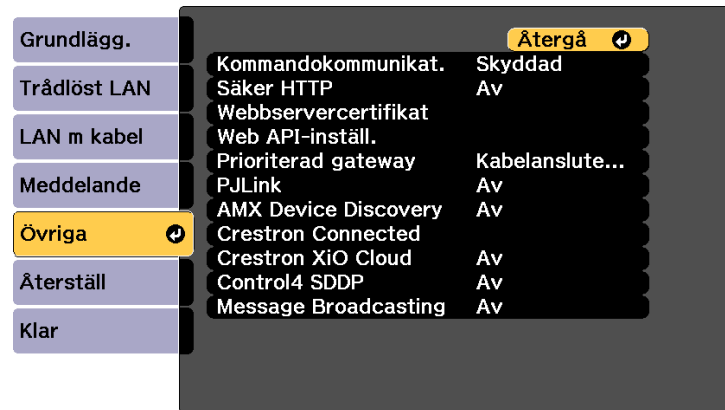 Grundlägg.
Trådlöst LAN
LAN m kabel
Meddelande
Övriga
Återställ
Klar
Återgå
Kommandokommunikat. Skyddad
Säker HTTP Av
Webbservercertifikat
Web API-inställ.
Prioriterad gateway Kabelanslute...
PJLink Av
AMX Device Discovery Av
Crestron Connected
Crestron XiO Cloud Av
Control4 SDDP Av
Message Broadcasting Av